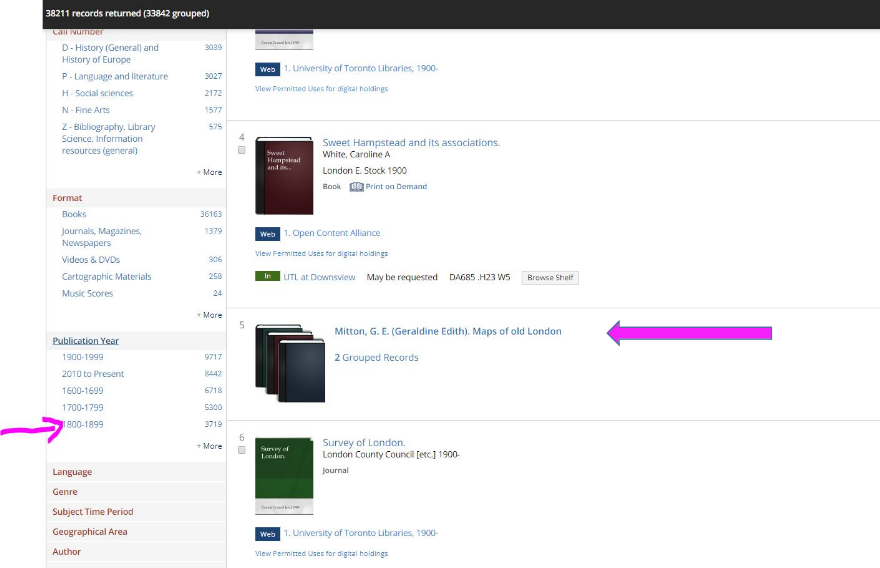 38211 records returned (33842 grouped)
Call Number
D - History (General) and 3039
History of Europe
P - Language and literature 3027
H - Social sciences 2172
N - Fine Arts 1577
Z - Bibliography. Library 575
Science. Information
resources (general)
+ More
Format
Books 36163
Journals, Magazines, 1379
Newspapers
Videos & DVDs 306
Cartographic Materials 258
Music Scores 24
+ More
Publication Year
1900-1999 9717
2010 to Present 8442
1600-1699 6718
1700-1799 5300
1800-1899 3719
+ More
Language
Genre
Subject Time Period
Geographical Area
Author
Web 1. University of Toronto Libraries, 1900-
View Permitted Uses for digital holdings
4
Sweet
Hampstead
and its...
Sweet Hampstead and its associations.
White, Caroline A
London E. Stock 1900
Book Print on Demand
Web 1. Open Content Alliance
View Permitted Uses for digital holdings
In UTL at Downsview May be requested DA685 .H23 W5 Browse Shelf
5
Mitton, G. E. (Geraldine Edith). Maps of old London
2 Grouped Records
6
Survey of
London.
Survey of London.
London County Council [etc.] 1900-
Journal
Web 1. University of Toronto Libraries, 1900-
View Permitted Uses for digital holdings